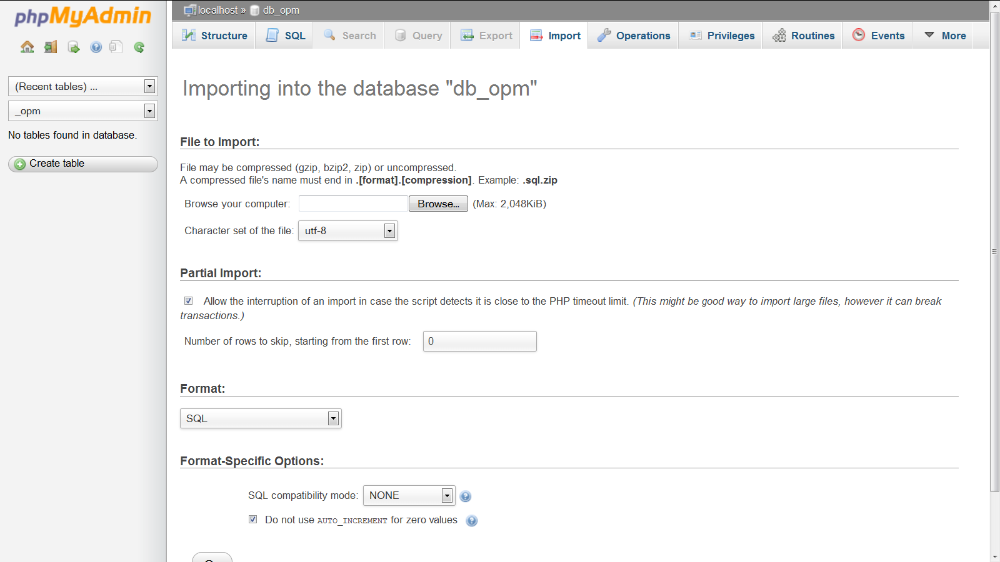 phpMyAdmin
(Recent tables) ...
_opm
No tables found in database.
Create table
localhost » db_opm
Structure SQL Search Query Export Import Operations Privileges Routines Events More
Importing into the database "db_opm"
File to Import:
File may be compressed (gzip, bzip2, zip) or uncompressed.
A compressed file's name must end in .[format].[compression]. Example: .sql.zip
Browse your computer: Browse... (Max: 2,048KiB)
Character set of the file: utf-8
Partial Import:
Allow the interruption of an import in case the script detects it is close to the PHP timeout limit. (This might be good way to import large files, however it can break
transactions.)
Number of rows to skip, starting from the first row: 0
Format:
SQL
Format-Specific Options:
SQL compatibility mode: NONE
Do not use AUTO_INCREMENT for zero values